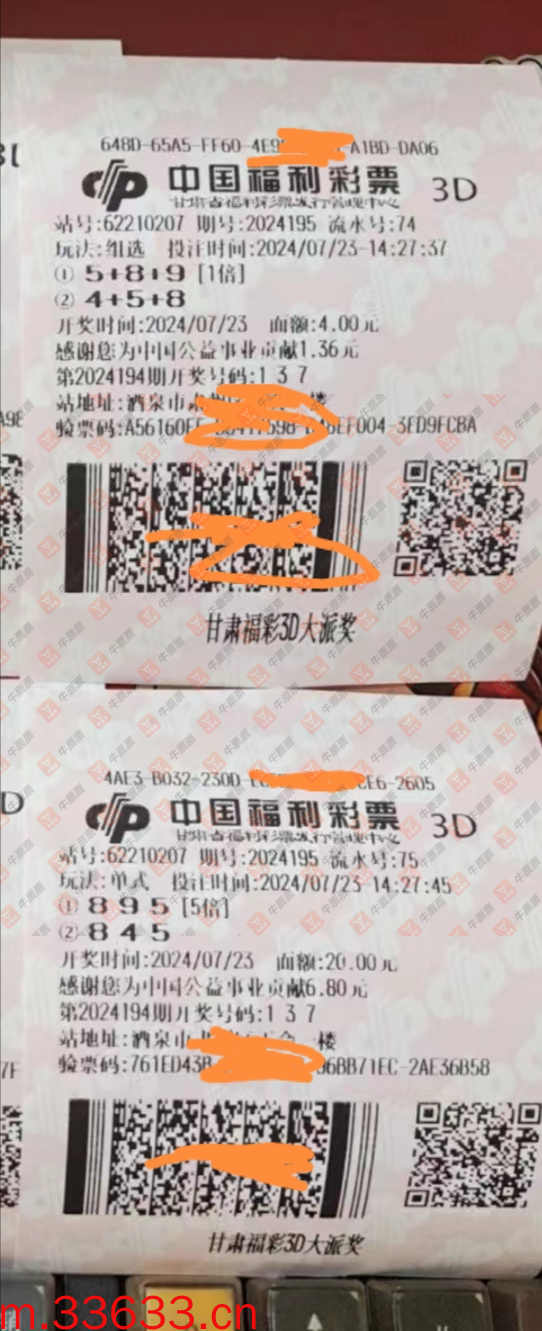 648D-65A5-FF60-4E9 A1BD-DA06
中国福利彩票 3D
甘肃省福利彩票发行管理中心
站号:62210207 期号:2024195 流水号:74
玩法:组选 投注时间:2024/07/23-14:27:37
① 5+8+9 [1倍]
② 4+5+8
开奖时间:2024/07/23 面额:4.00元
感谢您为中国公益事业贡献1.36元
第2024194期开奖号码:1 3 7
站地址:酒泉市 楼
验票码:A56160 EF004-3FD9FCBA
甘肃福彩3D大派奖
4AE3-B032-230D- E6-2605
中国福利彩票 3D
甘肃省福利彩票发行管理中心
站号:62210207 期号:2024195 流水号:75
玩法:单式 投注时间:2024/07/23-14:27:45
① 8 9 5 [5倍]
② 8 4 5
开奖时间:2024/07/23 面额:20.00元
感谢您为中国公益事业贡献6.80元
第2024194期开奖号码:1 3 7
站地址:酒泉市 楼
验票码:761ED43B 6BB71EC-2AE36B58
甘肃福彩3D大派奖
m.33633.cn